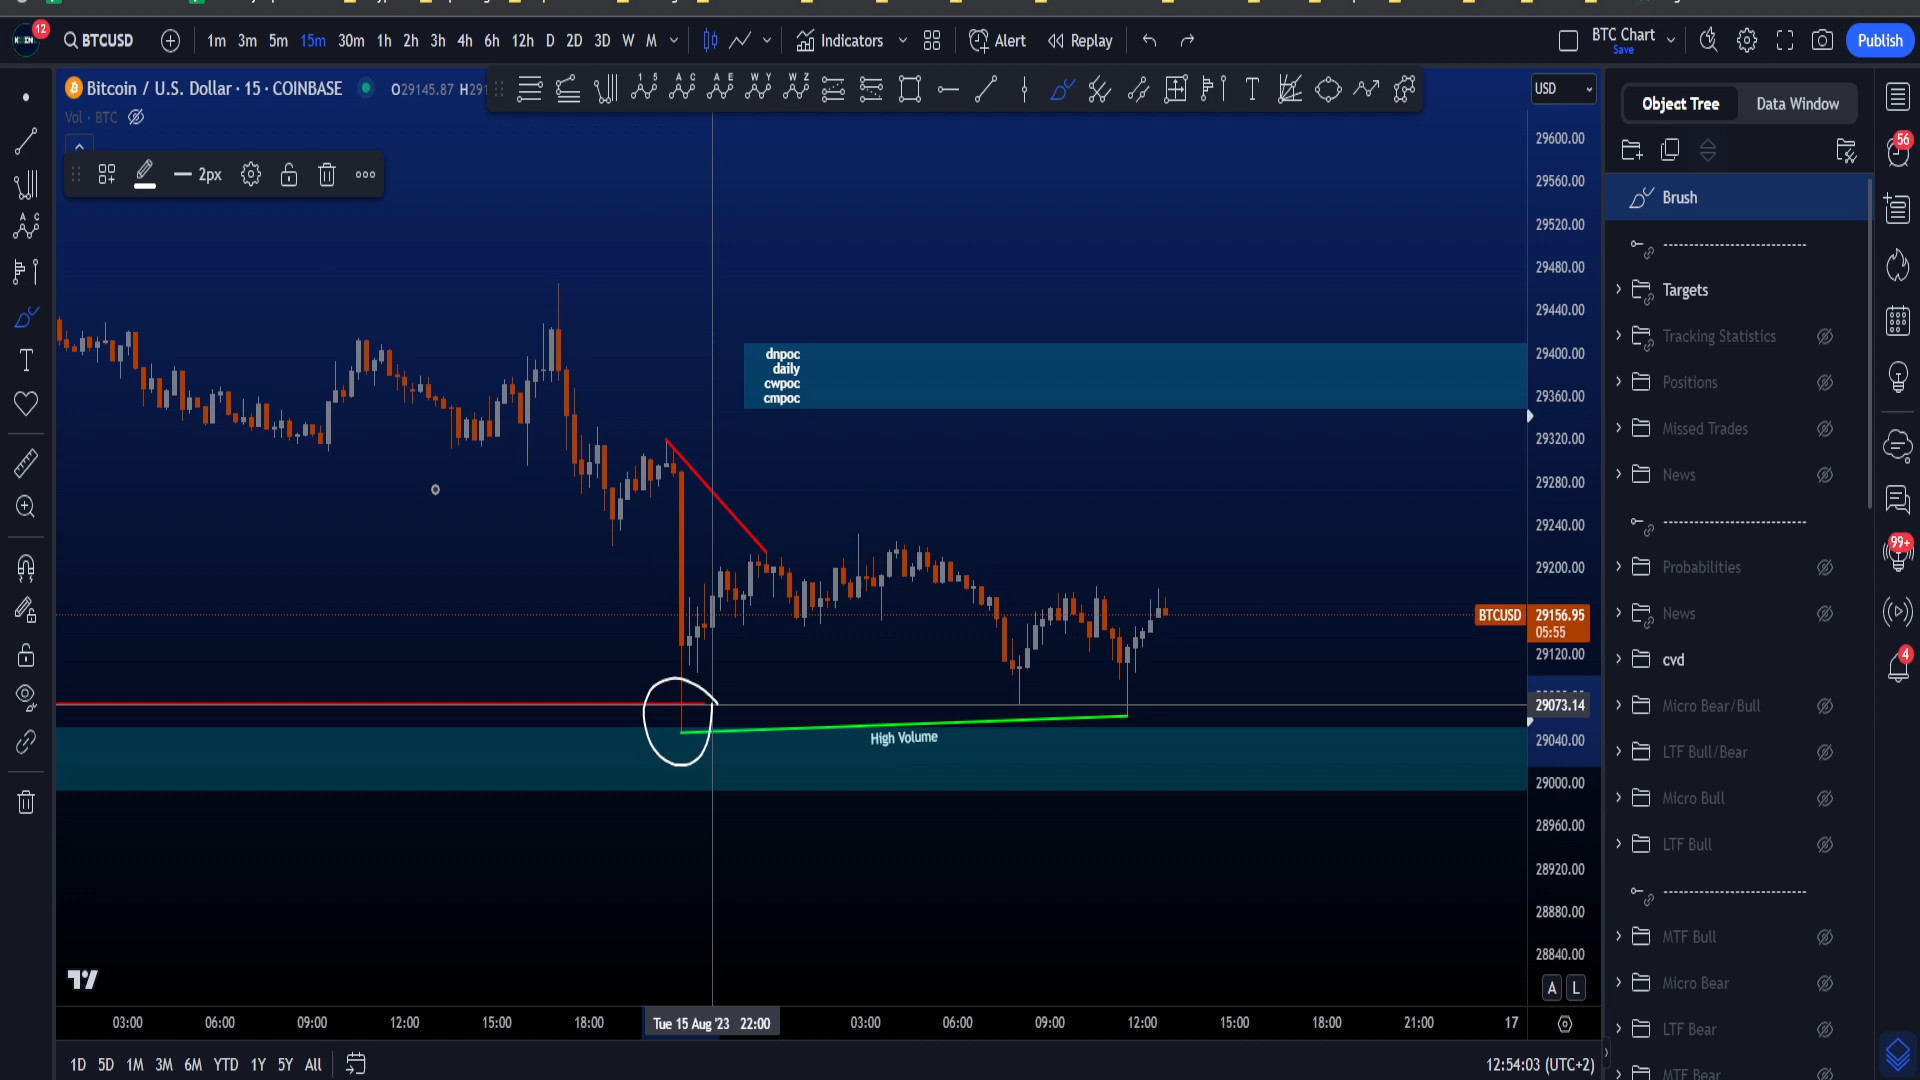 12
BTCUSD
1m 3m 5m 15m 30m 1h 2h 3h 4h 6h 12h D 2D 3D W M
Indicators
Alert
Replay
BTC Chart
Save
Publish
Bitcoin / U.S. Dollar · 15 · COINBASE
O29145.87 H291
Vol · BTC
2px
USD
Object Tree
Data Window
56
Brush
Targets
Tracking Statistics
Positions
Missed Trades
News
Probabilities
News
cvd
Micro Bear/Bull
LTF Bull/Bear
Micro Bull
LTF Bull
MTF Bull
Micro Bear
LTF Bear
MTF Bear
99+
4
29600.00
29560.00
29520.00
29480.00
29440.00
29400.00
29360.00
29320.00
29280.00
29240.00
29200.00
BTCUSD 29156.95
05:55
29120.00
29073.14
29040.00
29000.00
28960.00
28920.00
28880.00
28840.00
A L
dnpoc
daily
cwpoc
cmpoc
High Volume
03:00 06:00 09:00 12:00 15:00 18:00 Tue 15 Aug '23 22:00 03:00 06:00 09:00 12:00 15:00 18:00 21:00 17
1D 5D 1M 3M 6M YTD 1Y 5Y All
12:54:03 (UTC+2)